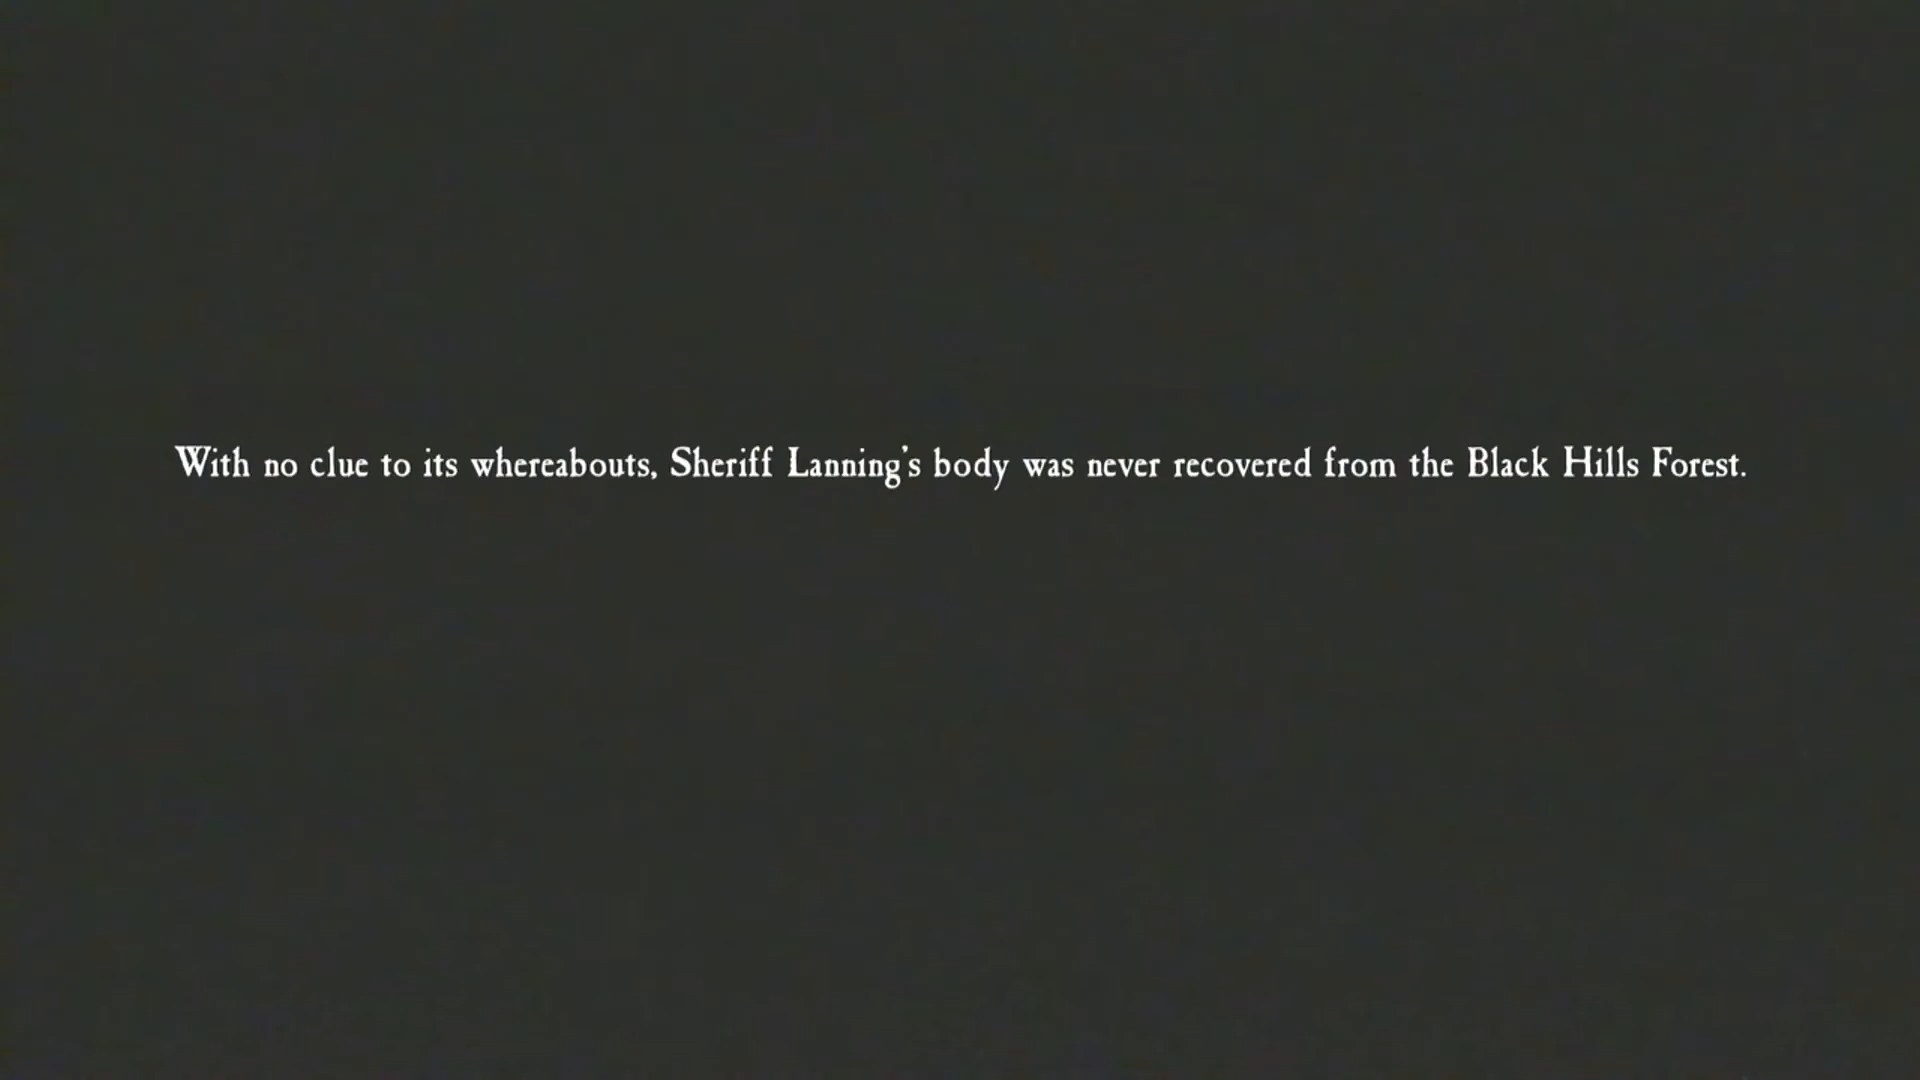 With no clue to its whereabouts, Sheriff Lanning's body was never recovered from the Black Hills Forest.